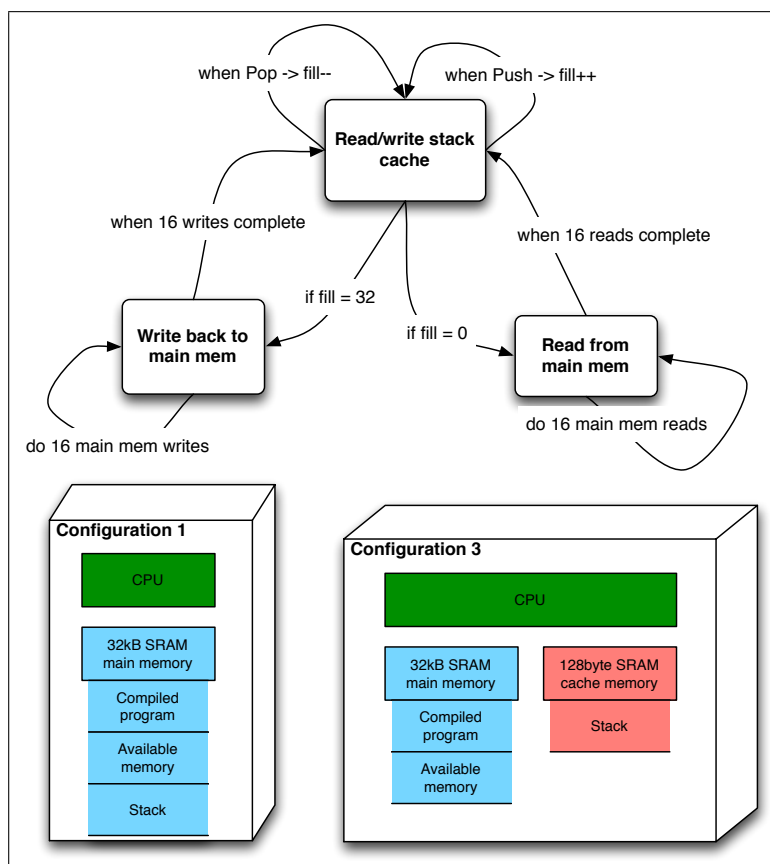 when Pop -> fill--
when Push -> fill++
Read/write stack
cache
when 16 writes complete
when 16 reads complete
if fill = 32
if fill = 0
Write back to
main mem
Read from
main mem
do 16 main mem writes
do 16 main mem reads
Configuration 1
CPU
32kB SRAM
main memory
Compiled
program
Available
memory
Stack
Configuration 3
CPU
32kB SRAM
main memory
Compiled
program
Available
memory
128byte SRAM
cache memory
Stack